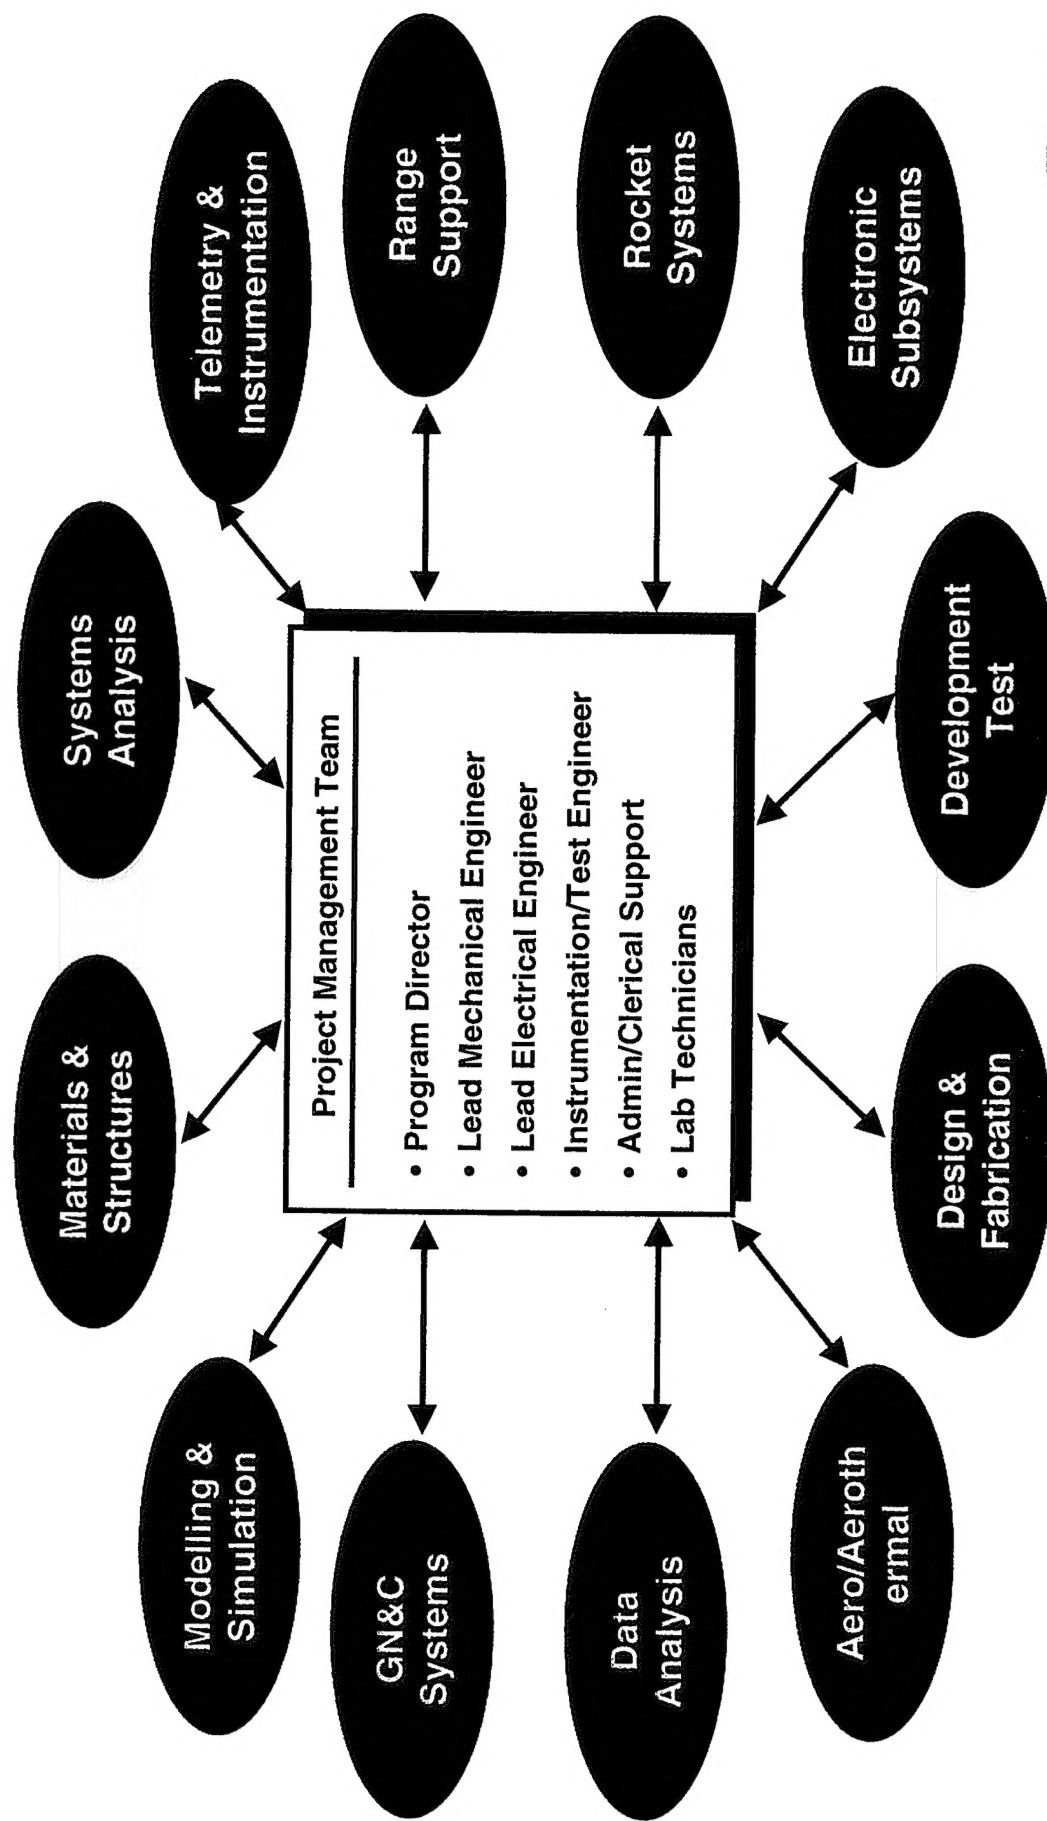 Materials &
Structures
Systems
Analysis
Modelling &
Simulation
Telemetry &
Instrumentation
GN&C
Systems
Range
Support
Project Management Team
• Program Director
• Lead Mechanical Engineer
• Lead Electrical Engineer
• Instrumentation/Test Engineer
• Admin/Clerical Support
• Lab Technicians
Data
Analysis
Rocket
Systems
Aero/Aeroth
ermal
Electronic
Subsystems
Design &
Fabrication
Development
Test